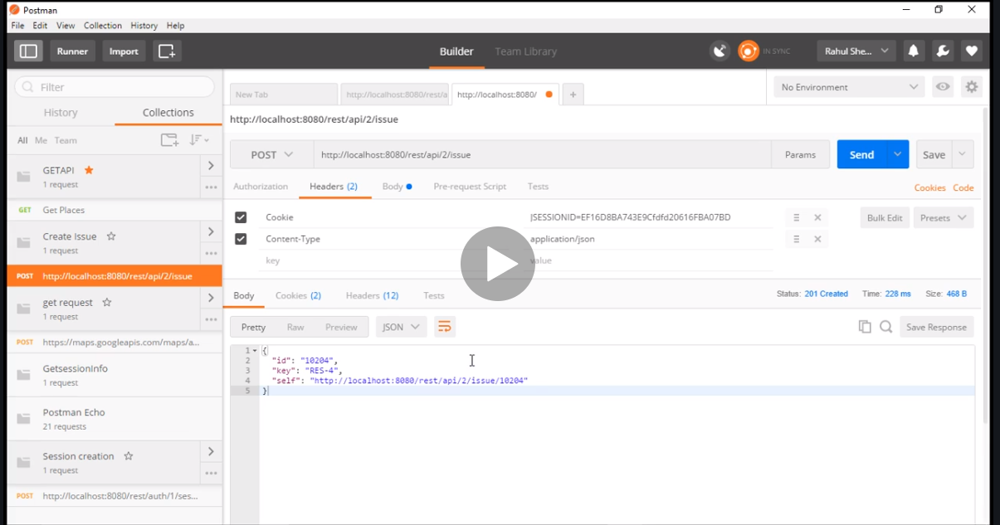 Postman
File Edit View Collection History Help
Runner Import Builder Team Library IN SYNC Rahul She...
Filter
History Collections
All Me Team
GETAPI
1 request
GET Get Places
Create Issue
1 request
POST http://localhost:8080/rest/api/2/issue
get request
1 request
POST https://maps.googleapis.com/maps/a...
GetsessionInfo
1 request
Postman Echo
21 requests
Session creation
1 request
POST http://localhost:8080/rest/auth/1/ses...
New Tab http://localhost:8080/rest/a http://localhost:8080/ + No Environment
http://localhost:8080/rest/api/2/issue
POST http://localhost:8080/rest/api/2/issue Params Send Save
Authorization Headers (2) Body Pre-request Script Tests Cookies Code
Cookie JSESSIONID=EF16D8BA743E9Cfdfd20616FBA07BD Bulk Edit Presets
Content-Type application/json
key value
Body Cookies (2) Headers (12) Tests Status: 201 Created Time: 228 ms Size: 468 B
Pretty Raw Preview JSON Save Response
1 {
2 "id": "10204",
3 "key": "RES-4",
4 "self": "http://localhost:8080/rest/api/2/issue/10204"
5 }